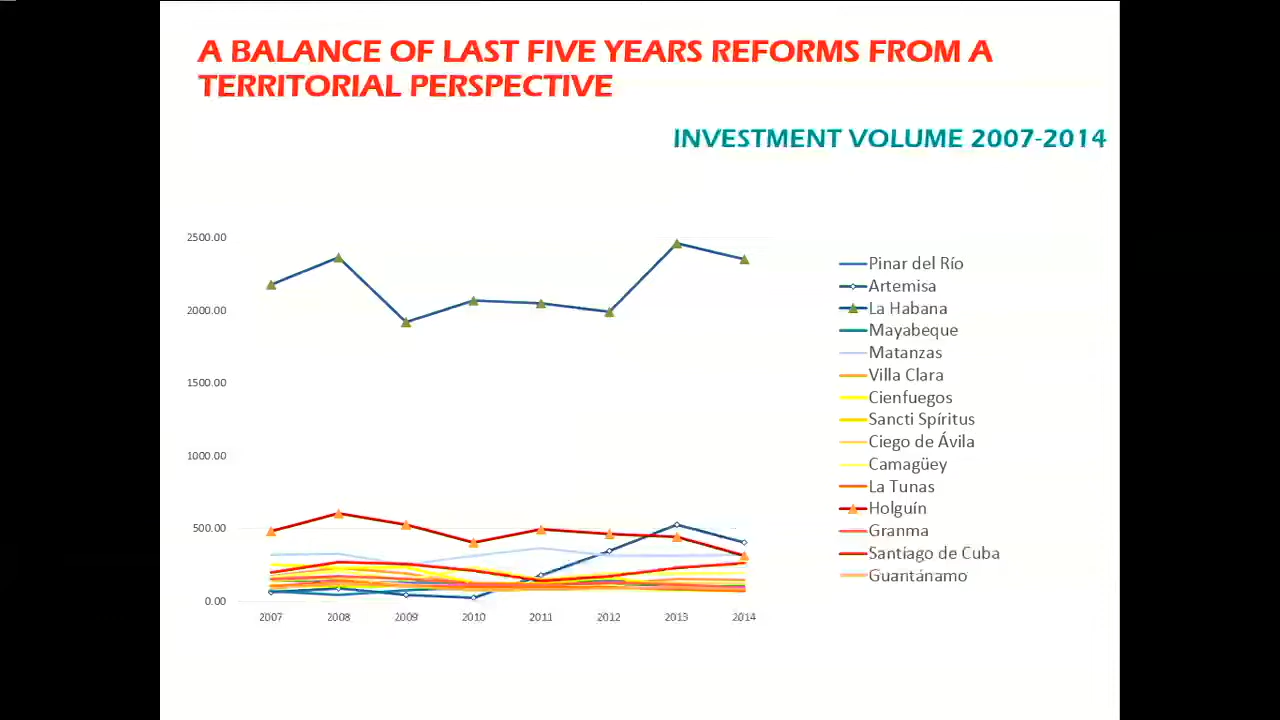 A BALANCE OF LAST FIVE YEARS REFORMS FROM A
TERRITORIAL PERSPECTIVE
INVESTMENT VOLUME 2007-2014
2500.00
2000.00
1500.00
1000.00
500.00
0.00
2007 2008 2009 2010 2011 2012 2013 2014
Pinar del Río
Artemisa
La Habana
Mayabeque
Matanzas
Villa Clara
Cienfuegos
Sancti Spíritus
Ciego de Ávila
Camagüey
La Tunas
Holguín
Granma
Santiago de Cuba
Guantánamo